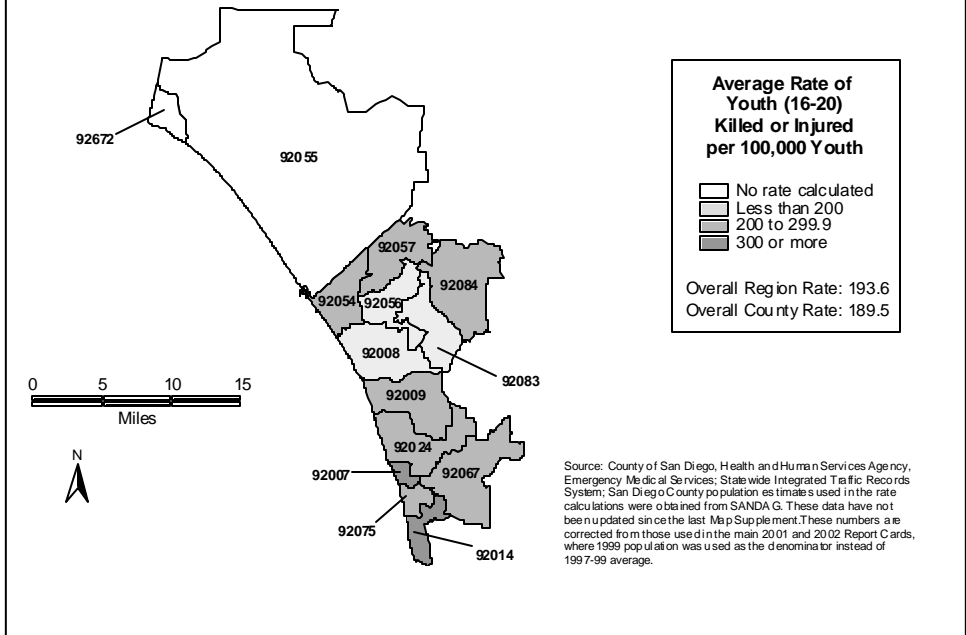 Average Rate of
Youth (16-20)
Killed or Injured
per 100,000 Youth
No rate calculated
Less than 200
200 to 299.9
300 or more
Overall Region Rate: 193.6
Overall County Rate: 189.5
92672
92055
92057
92084
92054
92056
92008
92083
92009
92024
92007
92067
92075
92014
0 5 10 15
Miles
N
Source: County of San Diego, Health and Human Services Agency,
Emergency Medical Services; Statewide Integrated Traffic Records
System; San Diego County population estimates used in the rate
calculations were obtained from SANDAG. These data have not
been updated since the last Map Supplement.These numbers are
corrected from those used in the main 2001 and 2002 Report Cards,
where 1999 population was used as the denominator instead of
1997-99 average.